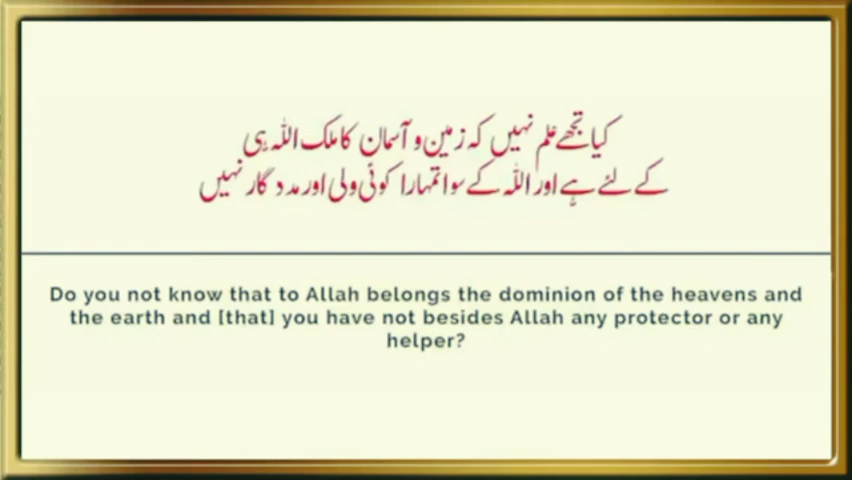 کیا تجھے علم نہیں کہ زمین و آسمان کا ملک اللہ ہی
کے لئے ہے اور اللہ کے سوا تمہارا کوئی ولی اور مدد گار نہیں
Do you not know that to Allah belongs the dominion of the heavens and
the earth and [that] you have not besides Allah any protector or any
helper?